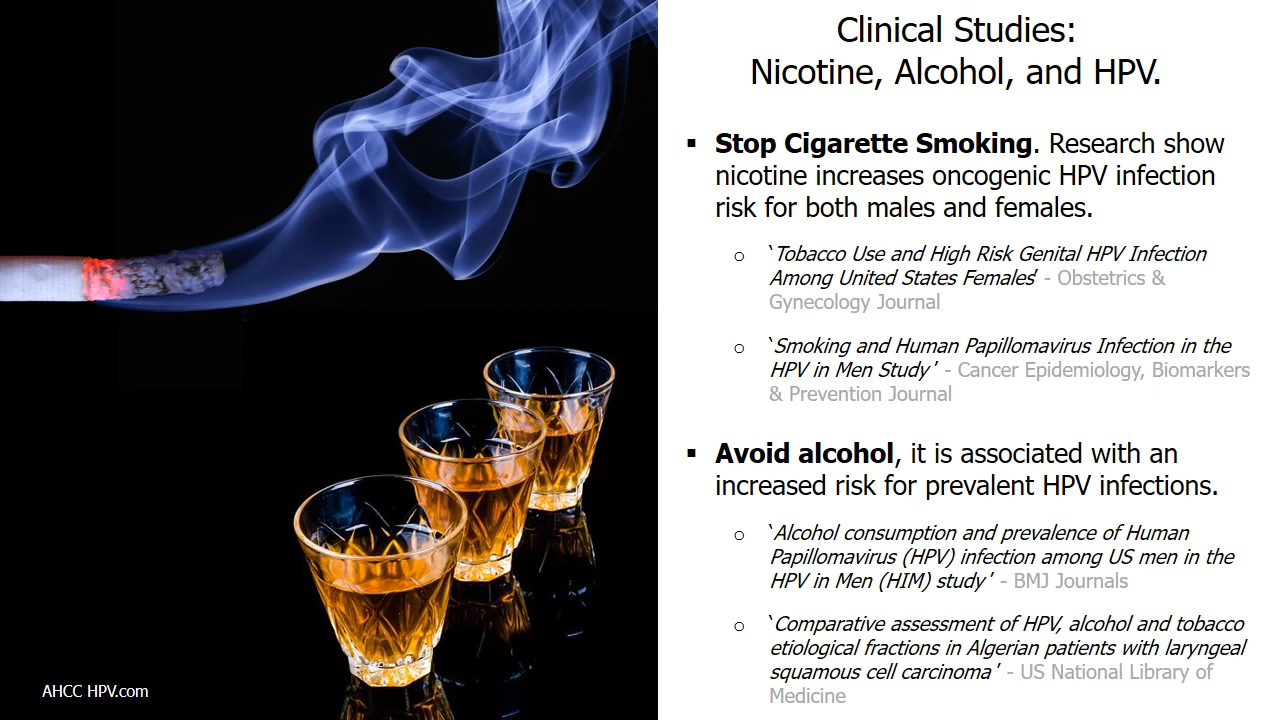 Clinical Studies:
Nicotine, Alcohol, and HPV.
▪ Stop Cigarette Smoking. Research show
nicotine increases oncogenic HPV infection
risk for both males and females.
o ‘Tobacco Use and High Risk Genital HPV Infection
Among United States Females’ - Obstetrics &
Gynecology Journal
o ‘Smoking and Human Papillomavirus Infection in the
HPV in Men Study’ - Cancer Epidemiology, Biomarkers
& Prevention Journal
▪ Avoid alcohol, it is associated with an
increased risk for prevalent HPV infections.
o ‘Alcohol consumption and prevalence of Human
Papillomavirus (HPV) infection among US men in the
HPV in Men (HIM) study’ - BMJ Journals
o ‘Comparative assessment of HPV, alcohol and tobacco
etiological fractions in Algerian patients with laryngeal
squamous cell carcinoma’ - US National Library of
Medicine
AHCC HPV.com